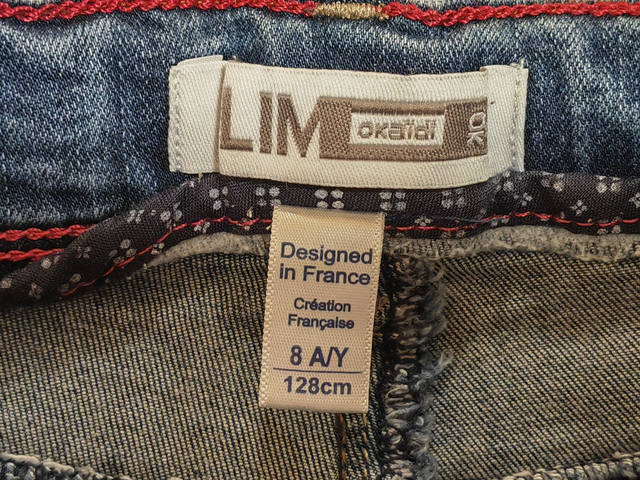 LIM
okaïdi
OK
Designed
in France
Création
Française
8 A/Y
128cm